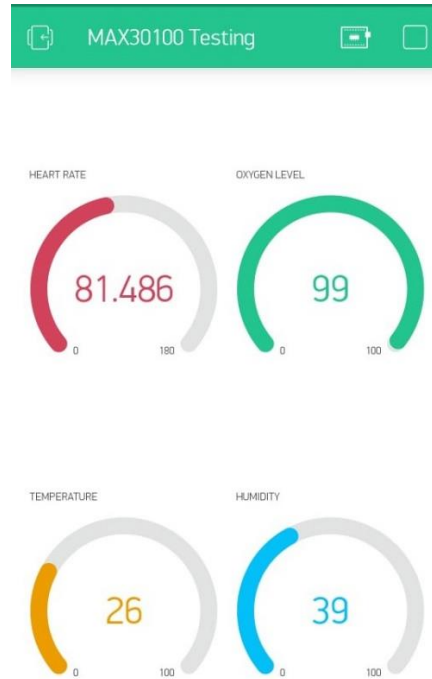 MAX30100 Testing
HEART RATE
81.486
0 180
OXYGEN LEVEL
99
0 100
TEMPERATURE
26
0 100
HUMIDITY
39
0 100